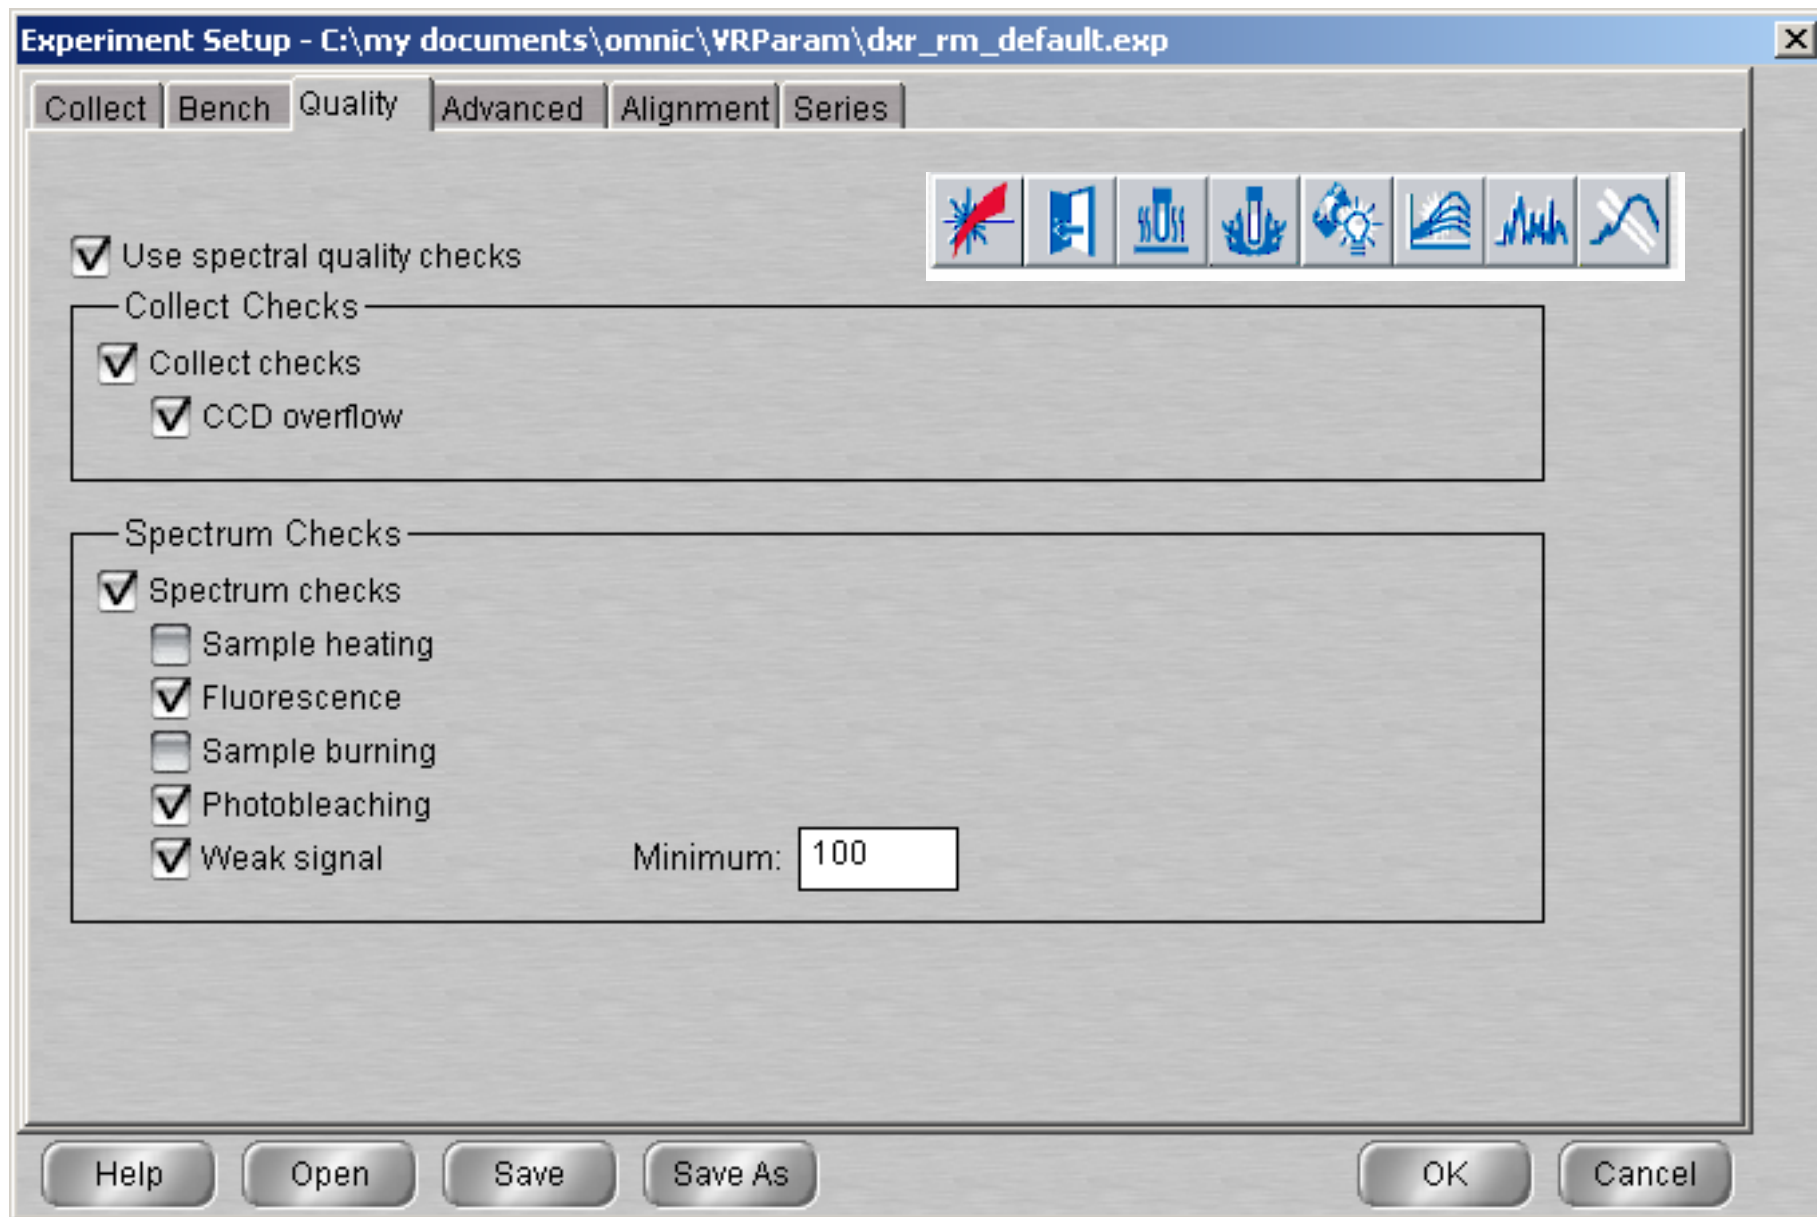 Experiment Setup - C:\my documents\omnic\VRParam\dxr_rm_default.exp
Collect Bench Quality Advanced Alignment Series
Use spectral quality checks
Collect Checks
Collect checks
CCD overflow
Spectrum Checks
Spectrum checks
Sample heating
Fluorescence
Sample burning
Photobleaching
Weak signal Minimum: 100
Help Open Save Save As OK Cancel